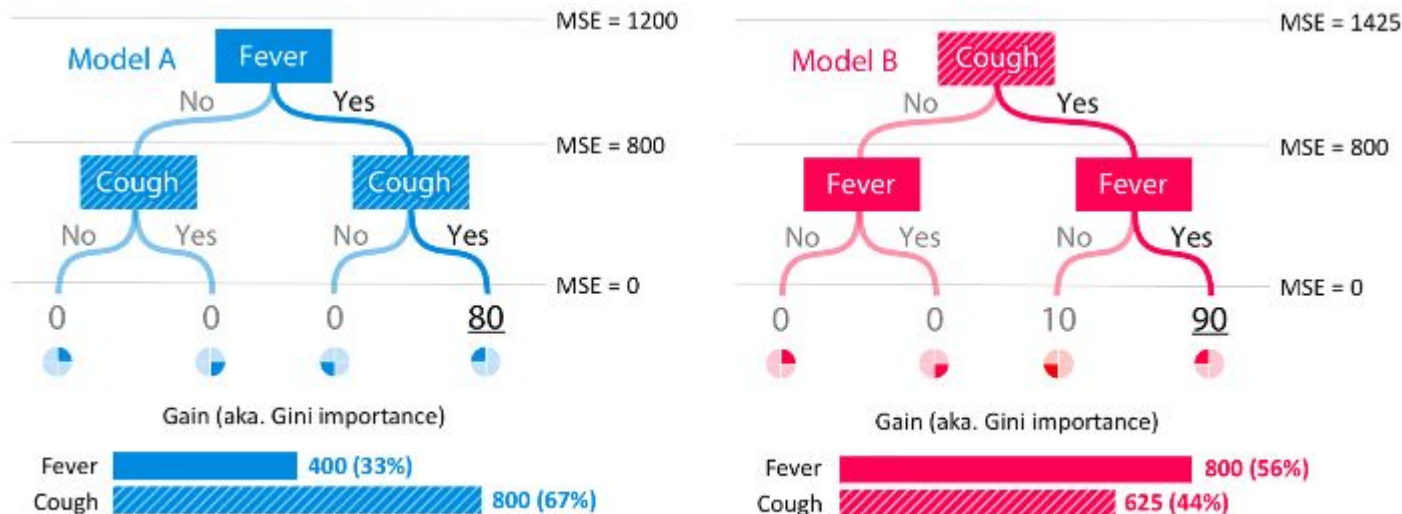 MSE = 1200
Model A
Fever
No
Yes
MSE = 800
Cough
Cough
No
Yes
No
Yes
MSE = 0
0
0
0
80
Gain (aka. Gini importance)
Fever
400 (33%)
Cough
800 (67%)
MSE = 1425
Model B
Cough
No
Yes
MSE = 800
Fever
Fever
No
Yes
No
Yes
MSE = 0
0
0
10
90
Gain (aka. Gini importance)
Fever
800 (56%)
Cough
625 (44%)